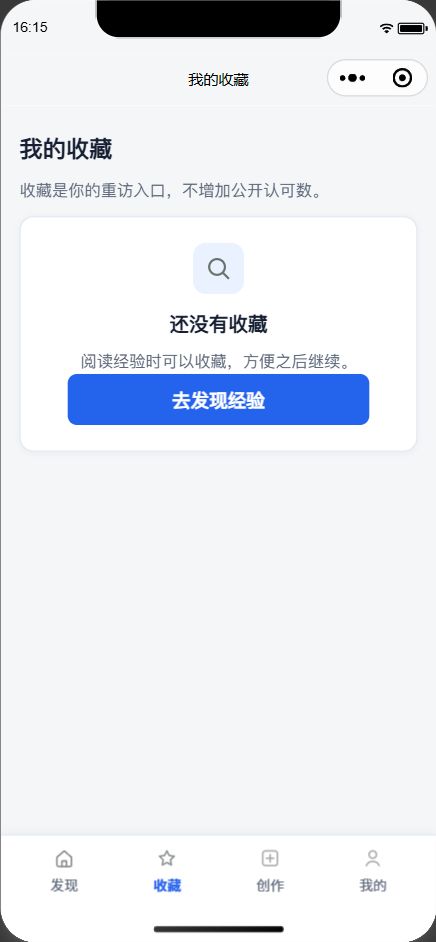 16:15
我的收藏
我的收藏
收藏是你的重访入口，不增加公开认可数。
还没有收藏
阅读经验时可以收藏，方便之后继续。
去发现经验
发现
收藏
创作
我的